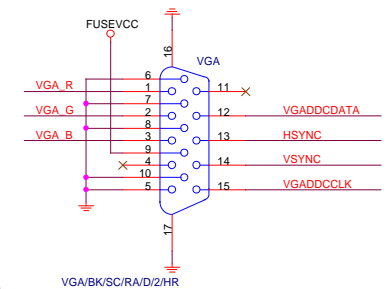 FUSEVCC
16
VGA
6
VGA_R 1 11
7
VGA_G 2 12 VGADDCDATA
8
VGA_B 3 13 HSYNC
9
4 14 VSYNC
10
5 15 VGADDCCLK
17
VGA/BK/SC/RA/D/2/HR